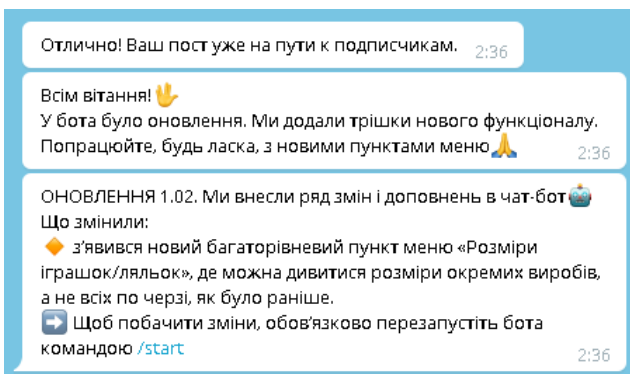 Отлично! Ваш пост уже на пути к подписчикам. 2:36
Всім вітання!🖖
У бота було оновлення. Ми додали трішки нового функціоналу.
Попрацюйте, будь ласка, з новими пунктами меню🙏 2:36
ОНОВЛЕННЯ 1.02. Ми внесли ряд змін і доповнень в чат-бот🤖
Що змінили:
🔶 з’явився новий багаторівневий пункт меню «Розміри
іграшок/ляльок», де можна дивитися розміри окремих виробів,
а не всіх по черзі, як було раніше.
➡️ Щоб побачити зміни, обов’язково перезапустіть бота
командою /start 2:36